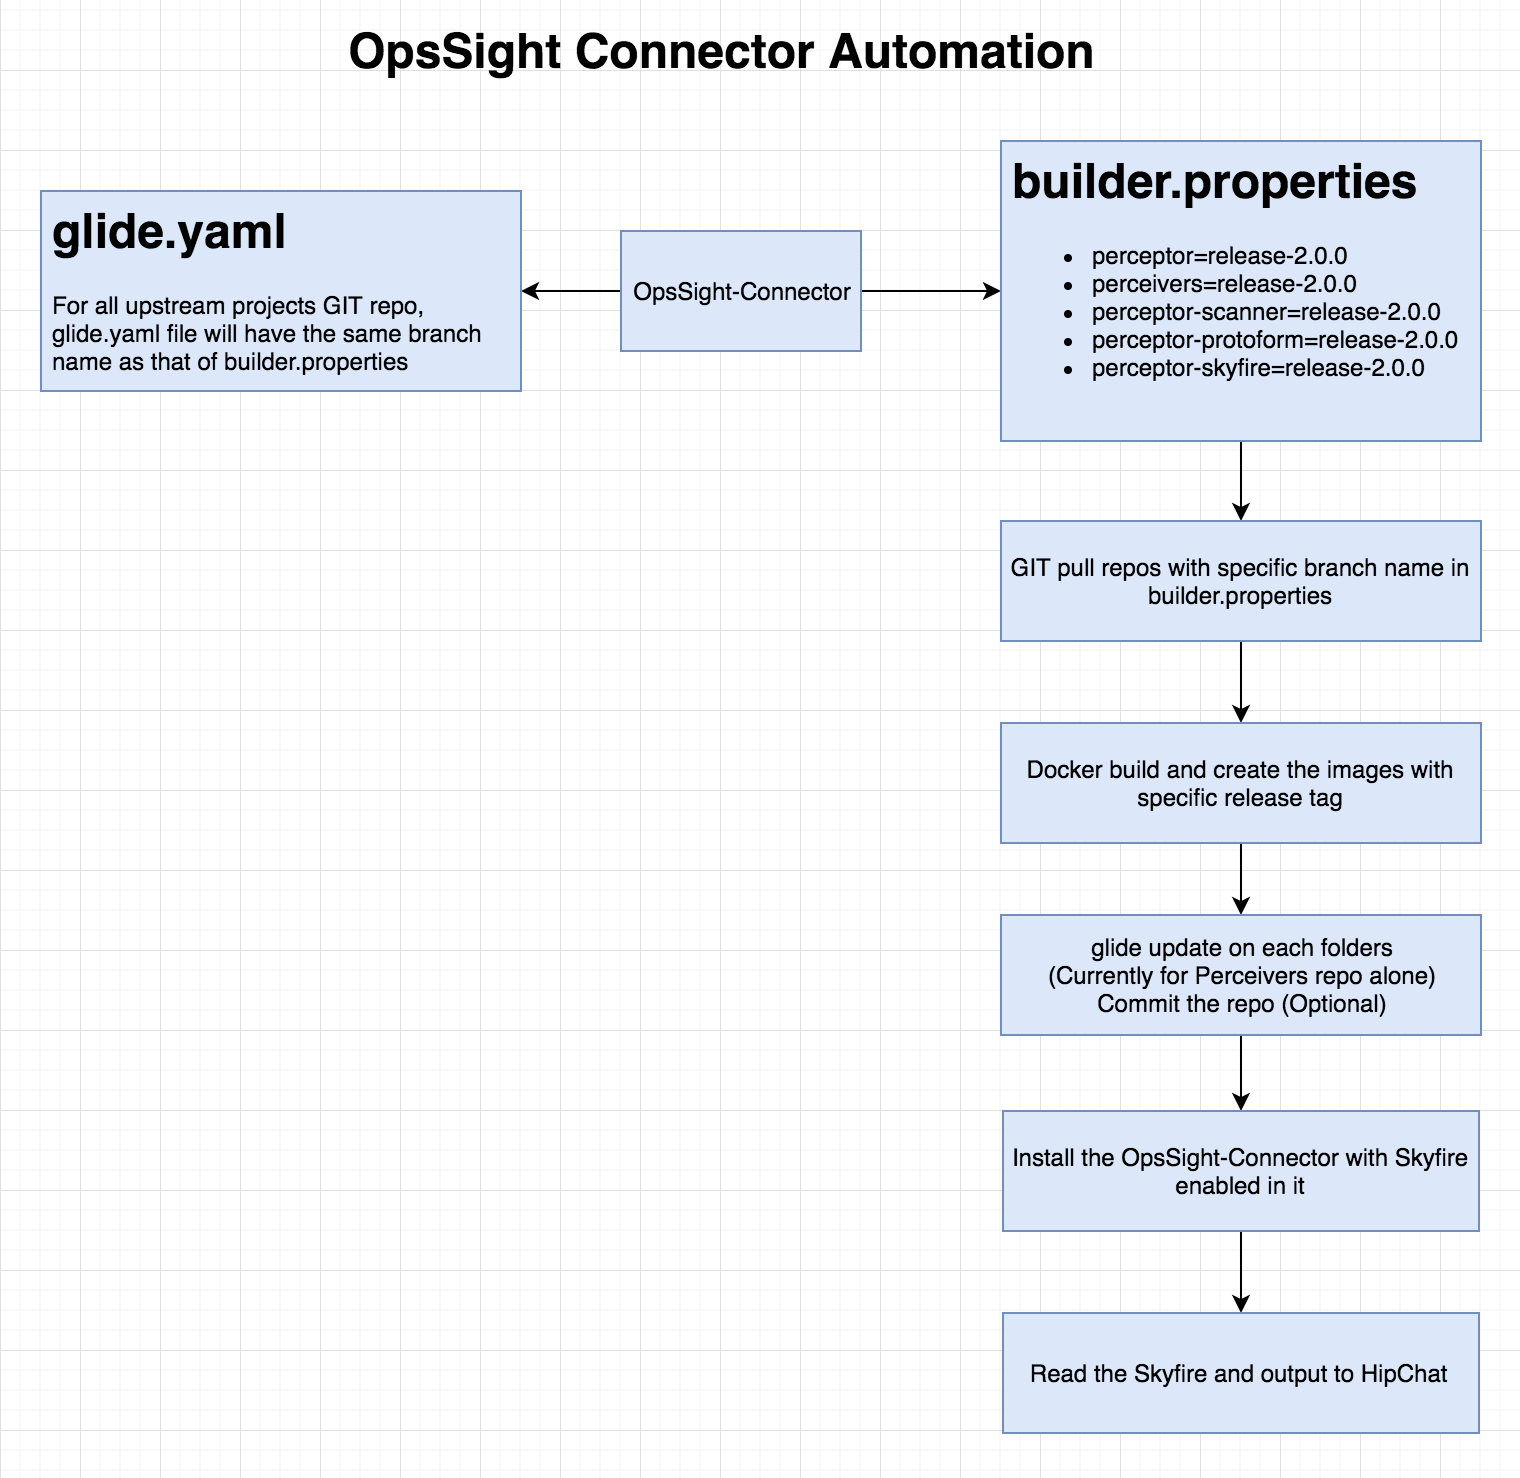 OpsSight Connector Automation
glide.yaml
For all upstream projects GIT repo,
glide.yaml file will have the same branch
name as that of builder.properties
OpsSight-Connector
builder.properties
• perceptor=release-2.0.0
• perceivers=release-2.0.0
• perceptor-scanner=release-2.0.0
• perceptor-protoform=release-2.0.0
• perceptor-skyfire=release-2.0.0
GIT pull repos with specific branch name in
builder.properties
Docker build and create the images with
specific release tag
glide update on each folders
(Currently for Perceivers repo alone)
Commit the repo (Optional)
Install the OpsSight-Connector with Skyfire
enabled in it
Read the Skyfire and output to HipChat